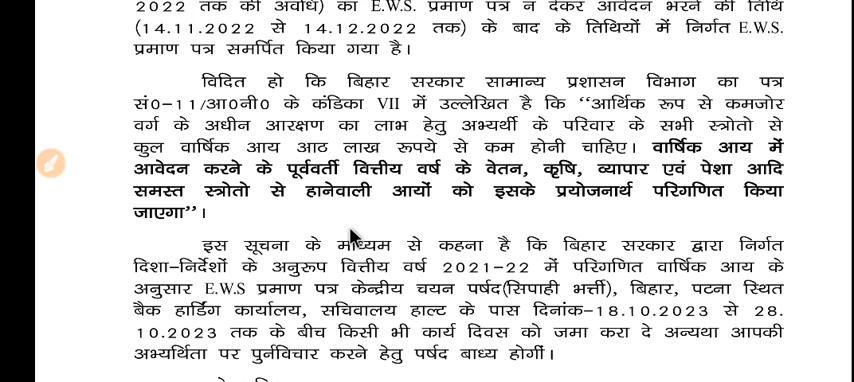 2022 तक की अवधि) का E.W.S. प्रमाण पत्र न देकर आवेदन भरने की तिथि
(14.11.2022 से 14.12.2022 तक) के बाद के तिथियों में निर्गत E.W.S.
प्रमाण पत्र समर्पित किया गया है।
विदित हो कि बिहार सरकार सामान्य प्रशासन विभाग का पत्र
सं०-11/आ०नी० के कंडिका VII में उल्लेखित है कि ‘‘आर्थिक रूप से कमजोर
वर्ग के अधीन आरक्षण का लाभ हेतु अभ्यर्थी के परिवार के सभी स्त्रोतो से
कुल वार्षिक आय आठ लाख रूपये से कम होनी चाहिए। वार्षिक आय में
आवेदन करने के पूर्ववर्ती वित्तीय वर्ष के वेतन, कृषि, व्यापार एवं पेशा आदि
समस्त स्त्रोतो से हानेवाली आयों को इसके प्रयोजनार्थ परिगणित किया
जाएगा’’।
इस सूचना के माध्यम से कहना है कि बिहार सरकार द्वारा निर्गत
दिशा-निर्देशों के अनुरूप वित्तीय वर्ष 2021-22 में परिगणित वार्षिक आय के
अनुसार E.W.S प्रमाण पत्र केन्द्रीय चयन पर्षद(सिपाही भर्त्ती), बिहार, पटना स्थित
बैक हार्डिंग कार्यालय, सचिवालय हाल्ट के पास दिनांक-18.10.2023 से 28.
10.2023 तक के बीच किसी भी कार्य दिवस को जमा करा दे अन्यथा आपकी
अभ्यर्थिता पर पुर्नविचार करने हेतु पर्षद बाध्य होगीं।